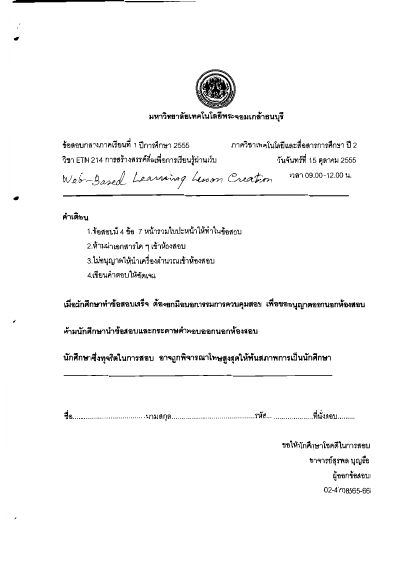 มหาวิทยาลัยเทคโนโลยีพระจอมเกล้าธนบุรี
ข้อสอบกลางภาคเรียนที่ 1 ปีการศึกษา 2555 ภาควิชาเทคโนโลยีและสื่อสารการศึกษา ปี 2
วิชา ETN 214 การสร้างสรรค์สื่อเพื่อการเรียนรู้ผ่านเว็บ วันจันทร์ที่ 15 ตุลาคม 2555
Web-Based Learning Lesson Creation เวลา 09.00-12.00 น.
คำเตือน
1.ข้อสอบมี 4 ข้อ 7 หน้ารวมใบปะหน้าให้ทำในข้อสอบ
2.ห้ามนำเอกสารใด ๆ เข้าห้องสอบ
3.ไม่อนุญาตให้นำเครื่องคำนวณเข้าห้องสอบ
4.เขียนคำตอบให้ชัดเจน
เมื่อนักศึกษาทำข้อสอบเสร็จ ต้องยกมือบอกกรรมการควบคุมสอบ เพื่อขออนุญาตออกนอกห้องสอบ
ห้ามนักศึกษานำข้อสอบและกระดาษคำตอบออกนอกห้องสอบ
นักศึกษาซึ่งทุจริตในการสอบ อาจถูกพิจารณาโทษสูงสุดให้พ้นสภาพการเป็นนักศึกษา
ชื่อ................................นามสกุล....................................รหัส.....................ที่นั่งสอบ........
ขอให้นักศึกษาโชคดีในการสอบ
อาจารย์สุรพล บุญลือ
ผู้ออกข้อสอบ